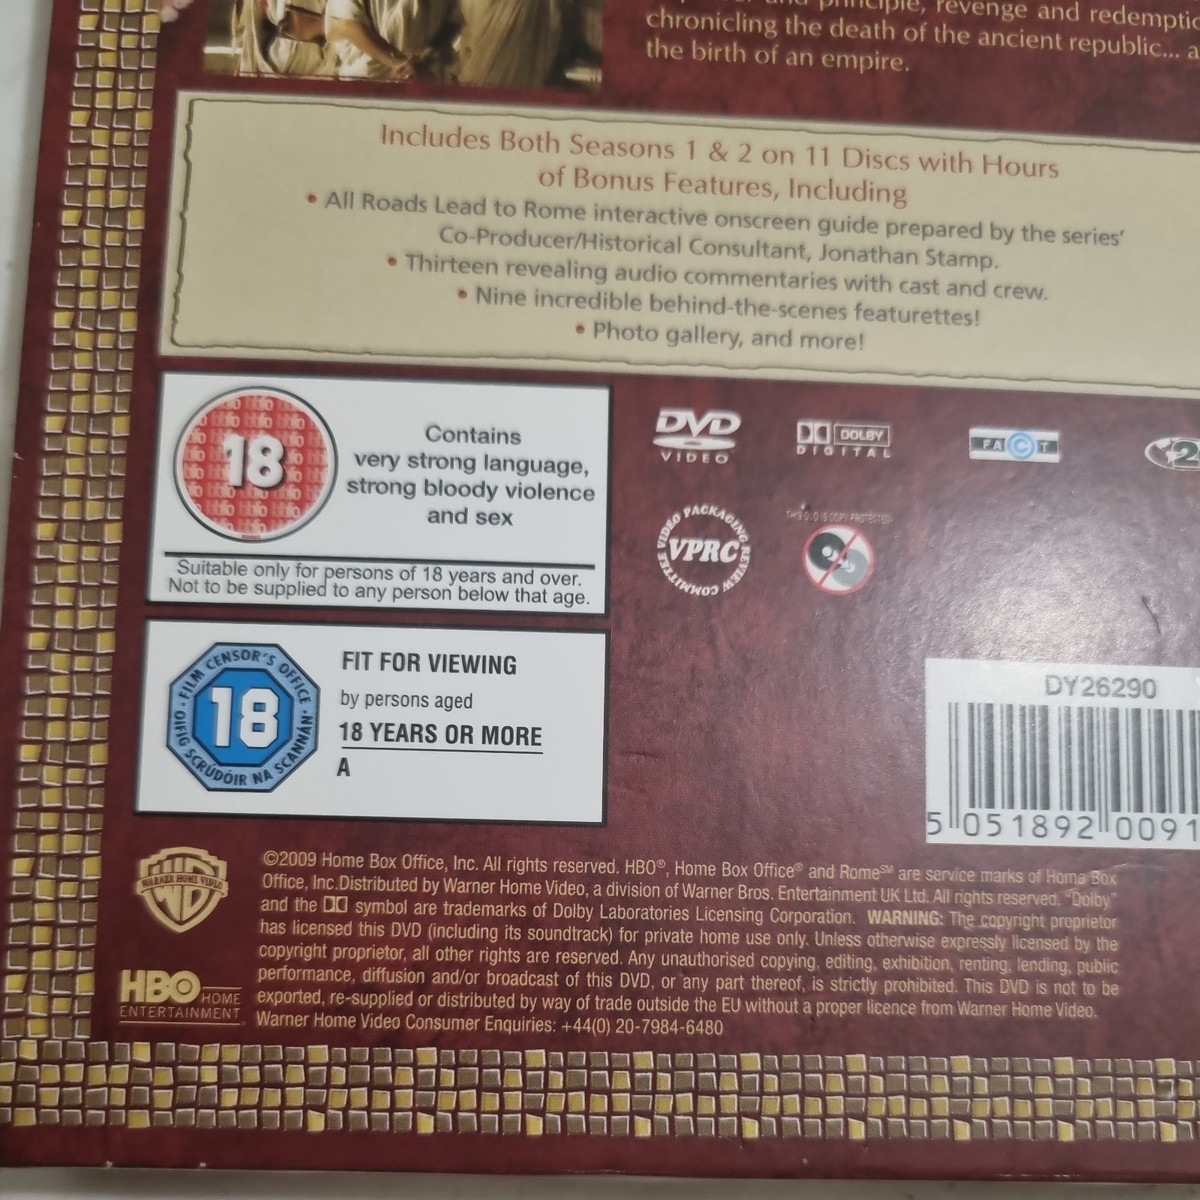 principle, revenge and
chronicling the death of the ancient republic...
the birth of an empire.
Includes Both Seasons 1 & 2 on 11 Discs with Hours
of Bonus Features, Including
• All Roads Lead to Rome interactive onscreen guide prepared by the series'
Co-Producer/Historical Consultant, Jonathan Stamp.
• Thirteen revealing audio commentaries with cast and crew.
• Nine incredible behind-the-scenes featurettes!
• Photo gallery, and more!
18
Contains
very strong language,
strong bloody violence
and sex
Suitable only for persons of 18 years and over.
Not to be supplied to any person below that age.
DVD
VIDEO
DOLBY
DIGITAL
FACT
2
VIDEO PACKAGING REVIEW COMMITTEE
VPRC
THIS DVD IS COPY PROTECTED
FILM CENSOR'S OFFICE
18
OIFIG SCRÚDÓIR NA SCANNÁN
FIT FOR VIEWING
by persons aged
18 YEARS OR MORE
A
DY26290
5 051892 0091
WARNER HOME VIDEO
HBO HOME
ENTERTAINMENT
©2009 Home Box Office, Inc. All rights reserved. HBO®, Home Box Office® and Rome℠ are service marks of Home Box
Office, Inc.Distributed by Warner Home Video, a division of Warner Bros. Entertainment UK Ltd. All rights reserved. "Dolby"
and the symbol are trademarks of Dolby Laboratories Licensing Corporation. WARNING: The copyright proprietor
has licensed this DVD (including its soundtrack) for private home use only. Unless otherwise expressly licensed by the
copyright proprietor, all other rights are reserved. Any unauthorised copying, editing, exhibition, renting, lending, public
performance, diffusion and/or broadcast of this DVD, or any part thereof, is strictly prohibited. This DVD is not to be
exported, re-supplied or distributed by way of trade outside the EU without a proper licence from Warner Home Video.
Warner Home Video Consumer Enquiries: +44(0) 20-7984-6480